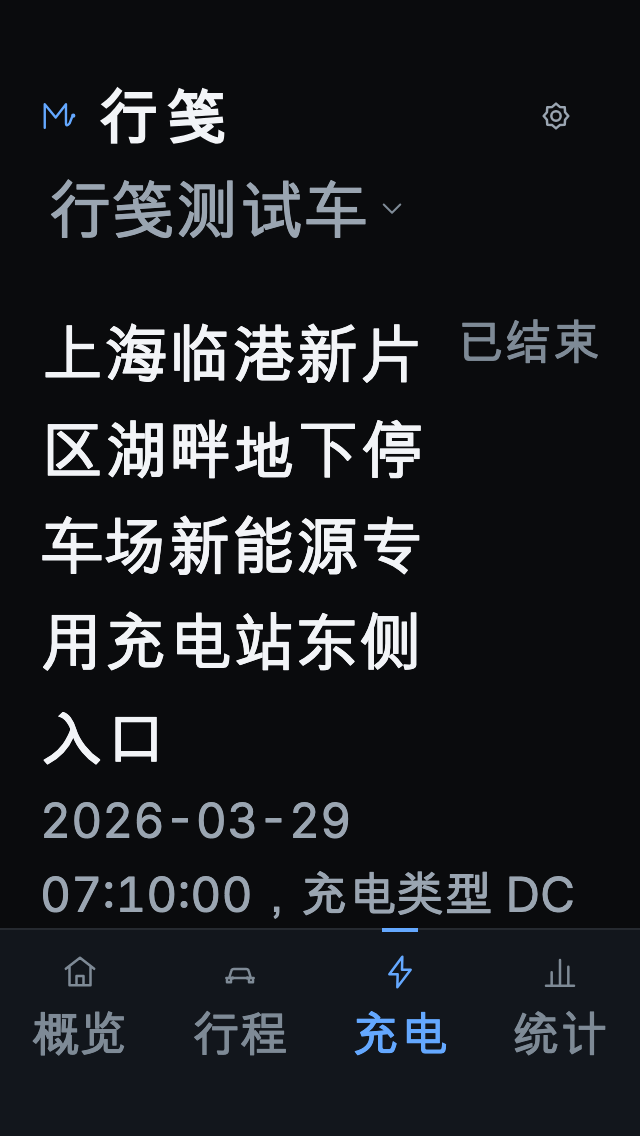 行笺
行笺测试车
上海临港新片
已结束
区湖畔地下停
车场新能源专
用充电站东侧
入口
2026-03-29
07:10:00，充电类型 DC
概览
行程
充电
统计